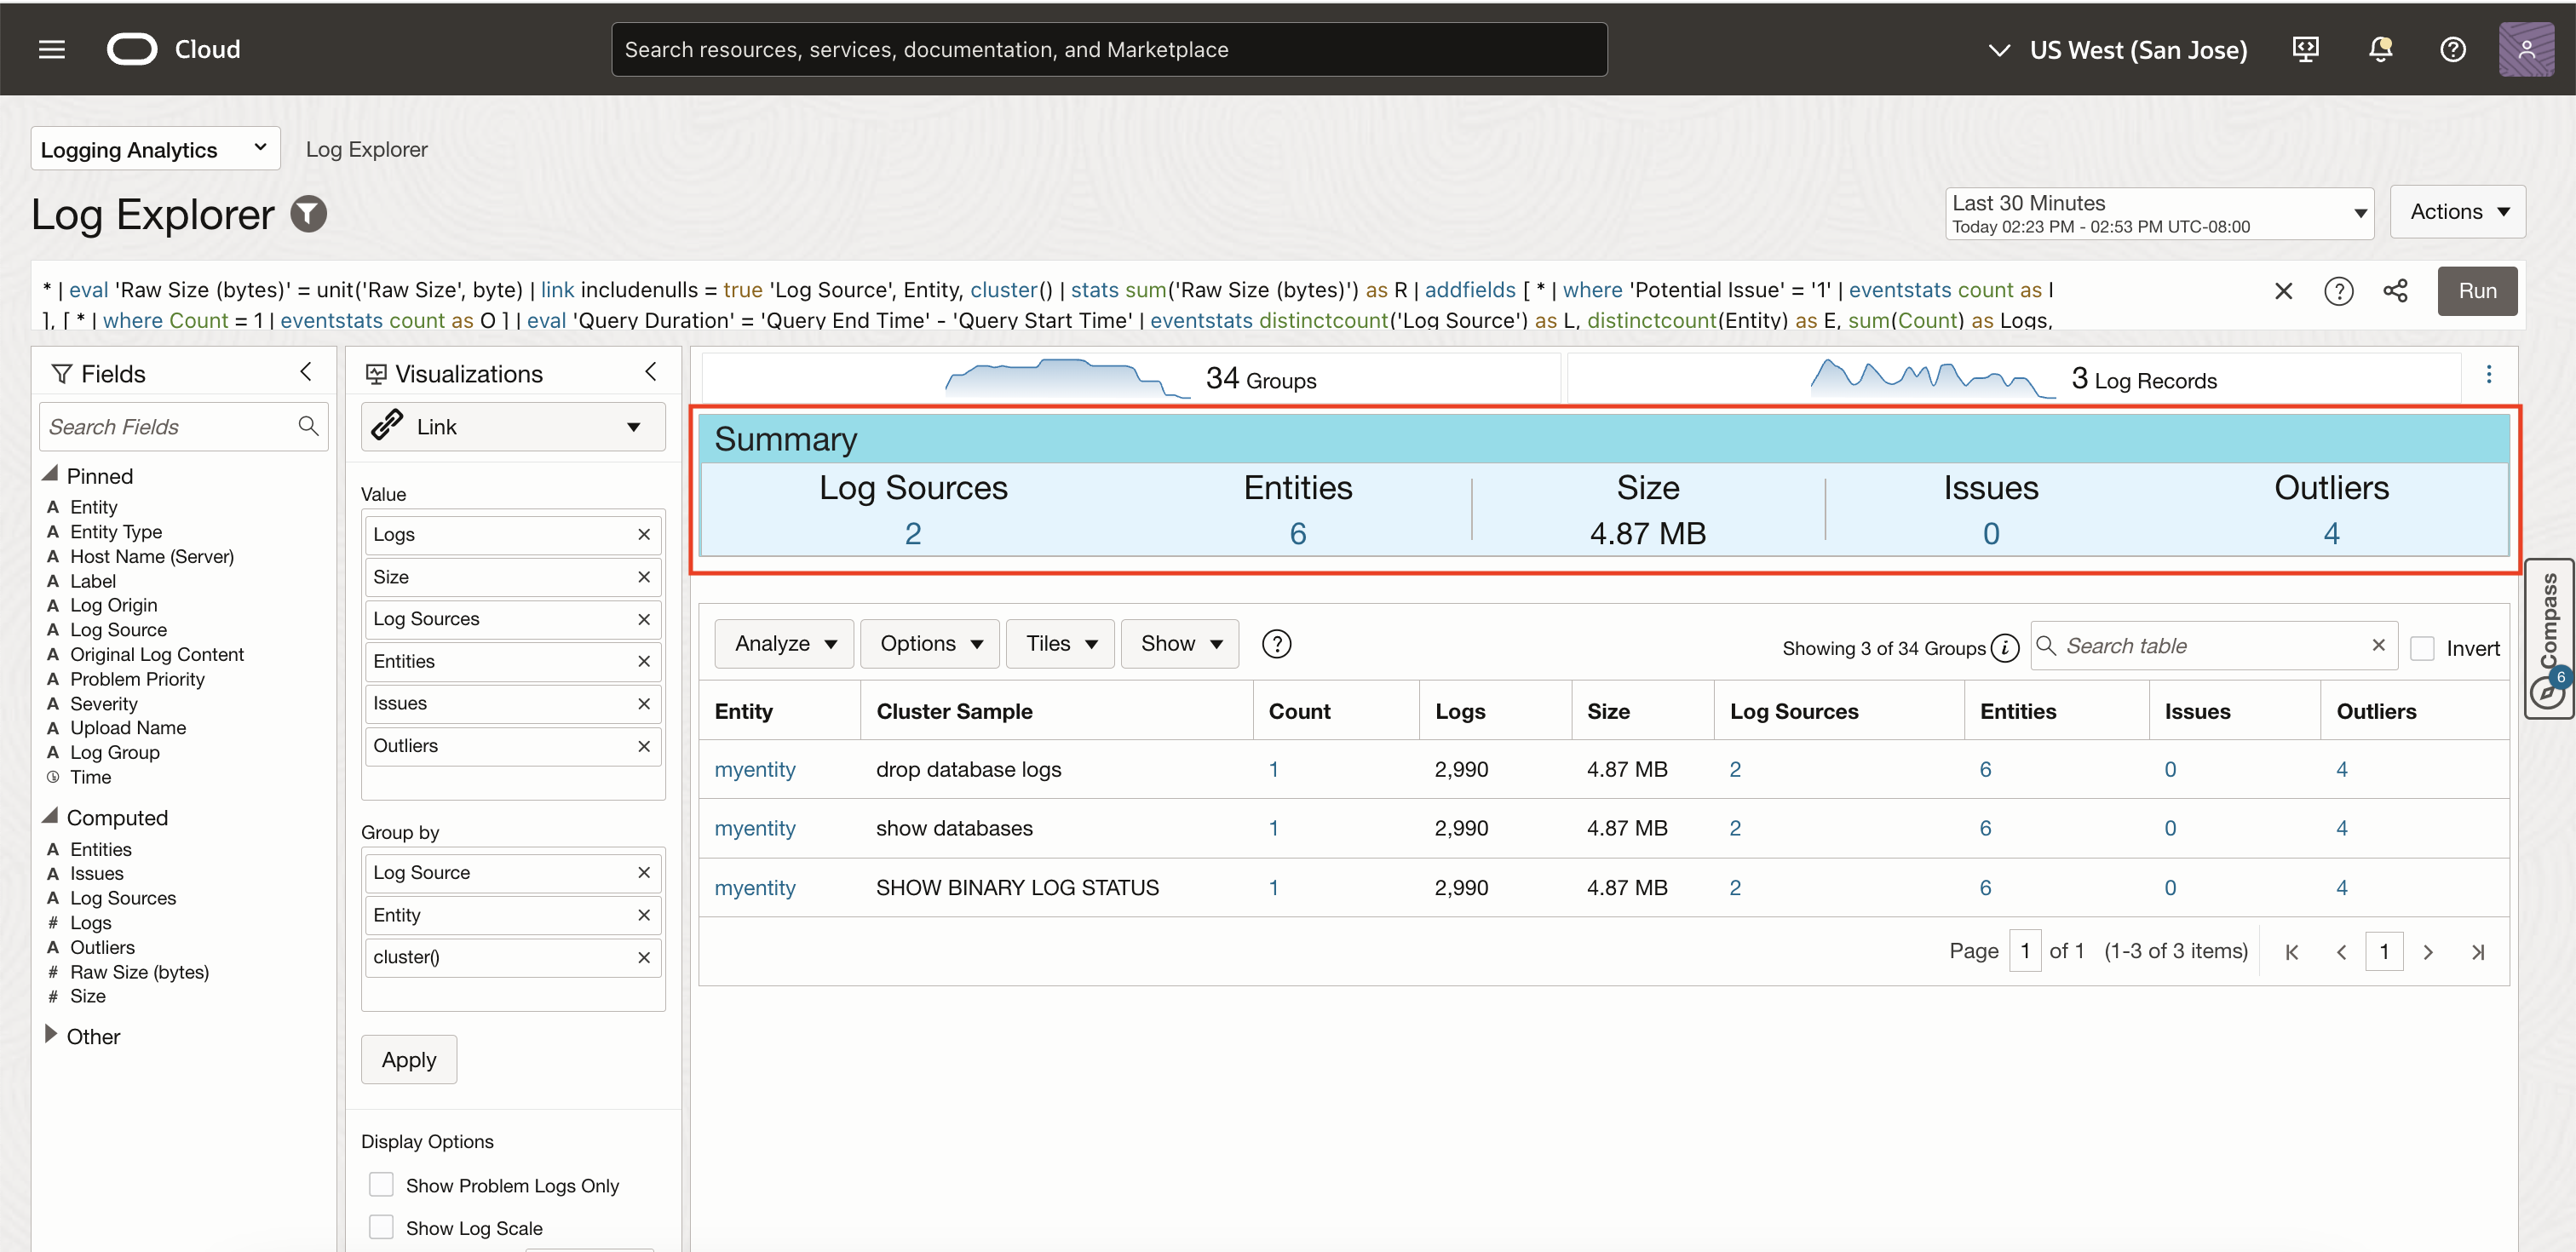 Cloud
Search resources, services, documentation, and Marketplace
US West (San Jose)
Logging Analytics
Log Explorer
Log Explorer
Last 30 Minutes
Today 02:23 PM - 02:53 PM UTC-08:00
Actions
* | eval 'Raw Size (bytes)' = unit('Raw Size', byte) | link includenulls = true 'Log Source', Entity, cluster() | stats sum('Raw Size (bytes)') as R | addfields [ * | where 'Potential Issue' = '1' | eventstats count as I
], [ * | where Count = 1 | eventstats count as O ] | eval 'Query Duration' = 'Query End Time' - 'Query Start Time' | eventstats distinctcount('Log Source') as L, distinctcount(Entity) as E, sum(Count) as Logs,
Run
Fields
Search Fields
Pinned
A Entity
A Entity Type
A Host Name (Server)
A Label
A Log Origin
A Log Source
A Original Log Content
A Problem Priority
A Severity
A Upload Name
A Log Group
Time
Computed
A Entities
A Issues
A Log Sources
# Logs
A Outliers
# Raw Size (bytes)
# Size
Other
Visualizations
Link
Value
Logs
Size
Log Sources
Entities
Issues
Outliers
Group by
Log Source
Entity
cluster()
Apply
Display Options
Show Problem Logs Only
Show Log Scale
34 Groups
3 Log Records
Summary
Log Sources Entities Size Issues Outliers
2 6 4.87 MB 0 4
Analyze Options Tiles Show
Showing 3 of 34 Groups
Search table
Invert
Entity Cluster Sample Count Logs Size Log Sources Entities Issues Outliers
myentity drop database logs 1 2,990 4.87 MB 2 6 0 4
myentity show databases 1 2,990 4.87 MB 2 6 0 4
myentity SHOW BINARY LOG STATUS 1 2,990 4.87 MB 2 6 0 4
Page 1 of 1 (1-3 of 3 items) 1
Compass
6